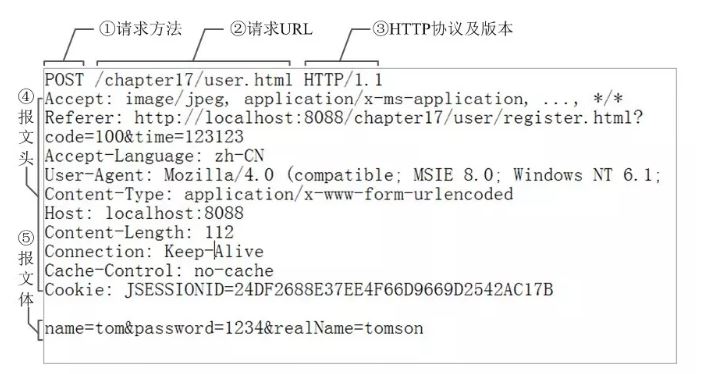 ①请求方法 ②请求URL ③HTTP协议及版本
POST /chapter17/user.html HTTP/1.1
④报文头
Accept: image/jpeg, application/x-ms-application, ..., */*
Referer: http://localhost:8088/chapter17/user/register.html?
code=100&time=123123
Accept-Language: zh-CN
User-Agent: Mozilla/4.0 (compatible; MSIE 8.0; Windows NT 6.1;
Content-Type: application/x-www-form-urlencoded
Host: localhost:8088
Content-Length: 112
Connection: Keep-Alive
Cache-Control: no-cache
Cookie: JSESSIONID=24DF2688E37EE4F66D9669D2542AC17B
⑤报文体
name=tom&password=1234&realName=tomson